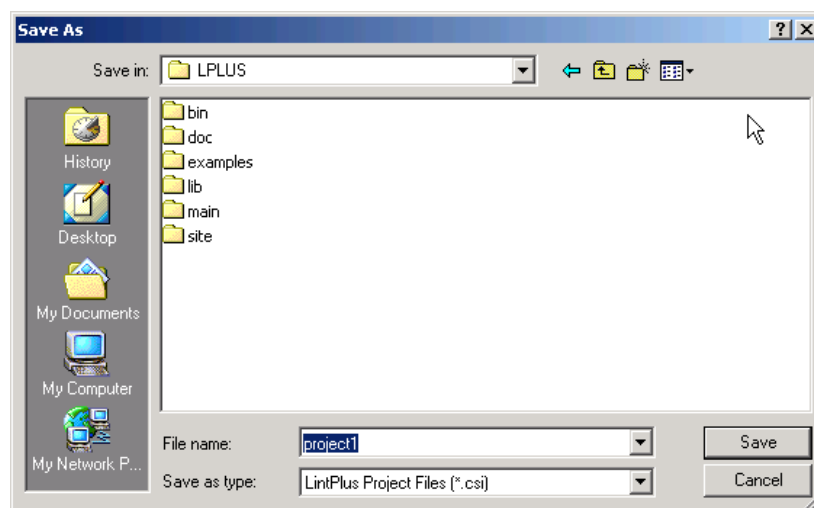 Save As
Save in: LPLUS
History
Desktop
My Documents
My Computer
My Network P...
bin
doc
examples
lib
main
site
File name: project1 Save
Save as type: LintPlus Project Files (*.csi) Cancel